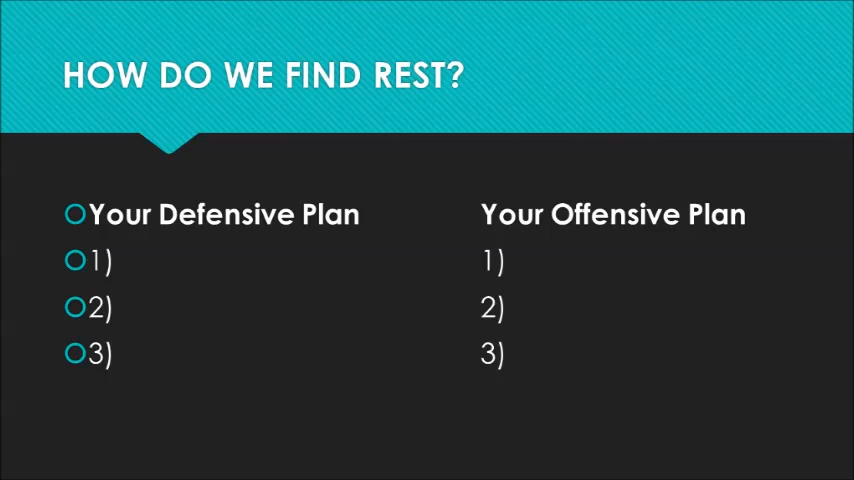 HOW DO WE FIND REST?
Your Defensive Plan Your Offensive Plan
1) 1)
2) 2)
3) 3)